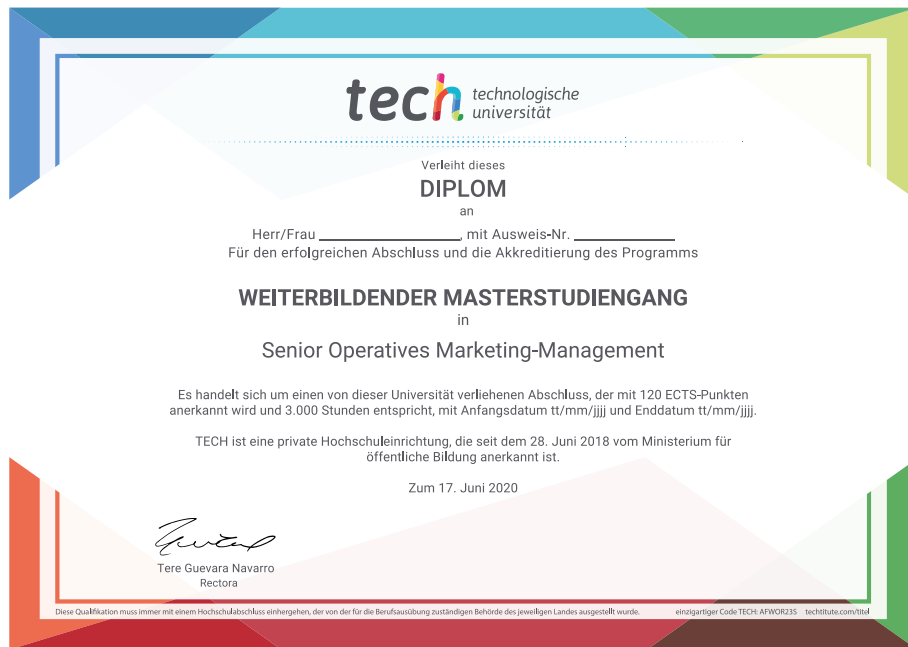 tech technologische
universität
Verleiht dieses
DIPLOM
an
Herr/Frau ____________________, mit Ausweis-Nr. ______________
Für den erfolgreichen Abschluss und die Akkreditierung des Programms
WEITERBILDENDER MASTERSTUDIENGANG
in
Senior Operatives Marketing-Management
Es handelt sich um einen von dieser Universität verliehenen Abschluss, der mit 120 ECTS-Punkten
anerkannt wird und 3.000 Stunden entspricht, mit Anfangsdatum tt/mm/jjjj und Enddatum tt/mm/jjjj.
TECH ist eine private Hochschuleinrichtung, die seit dem 28. Juni 2018 vom Ministerium für
öffentliche Bildung anerkannt ist.
Zum 17. Juni 2020
Tere Guevara Navarro
Rectora
Diese Qualifikation muss immer mit einem Hochschulabschluss einhergehen, der von der für die Berufsausübung zuständigen Behörde des jeweiligen Landes ausgestellt wurde. einzigartiger Code TECH: AFWOR235 techtitute.com/titel